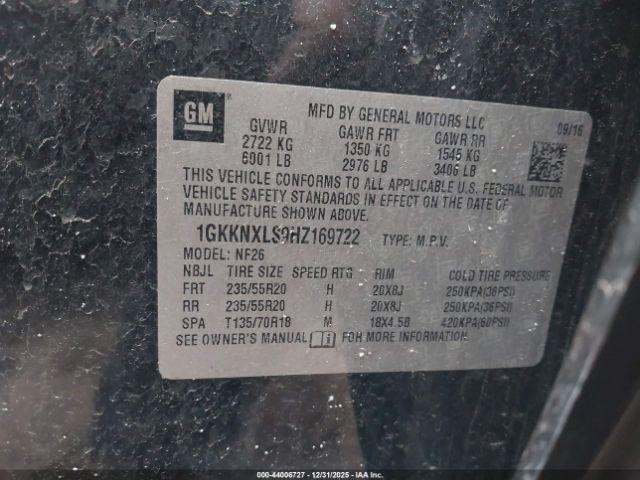 GM
MFD BY GENERAL MOTORS LLC
09/16
GVWR GAWR FRT GAWR RR
2722 KG 1350 KG 1545 KG
6001 LB 2976 LB 3406 LB
THIS VEHICLE CONFORMS TO ALL APPLICABLE U.S. FEDERAL MOTOR
VEHICLE SAFETY STANDARDS IN EFFECT ON THE DATE OF
MANUFACTURE SHOWN ABOVE.
1GKKNXLS9HZ169722 TYPE: M.P.V.
MODEL: NF26
NBJL TIRE SIZE SPEED RTG RIM COLD TIRE PRESSURE
FRT 235/55R20 H 20X8J 250KPA(36PSI)
RR 235/55R20 H 20X8J 250KPA(36PSI)
SPA T135/70R18 M 18X4.5B 420KPA(60PSI)
SEE OWNER'S MANUAL FOR MORE INFORMATION.
000-44006727 - 12/31/2025 - iaai.com